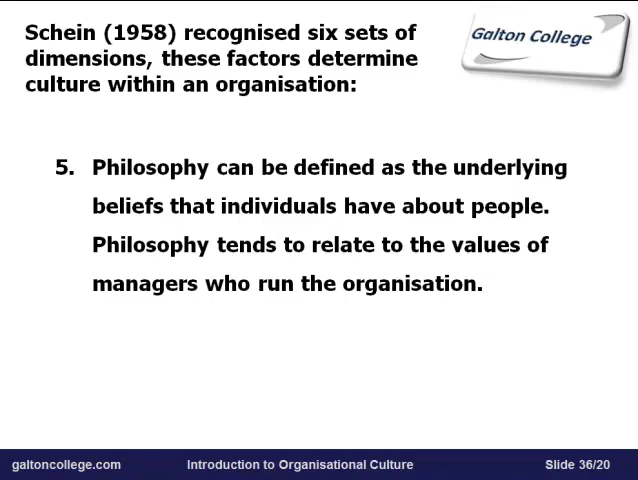 Schein (1958) recognised six sets of
dimensions, these factors determine
culture within an organisation:
Galton College
5. Philosophy can be defined as the underlying
beliefs that individuals have about people.
Philosophy tends to relate to the values of
managers who run the organisation.
galtoncollege.com Introduction to Organisational Culture Slide 36/20